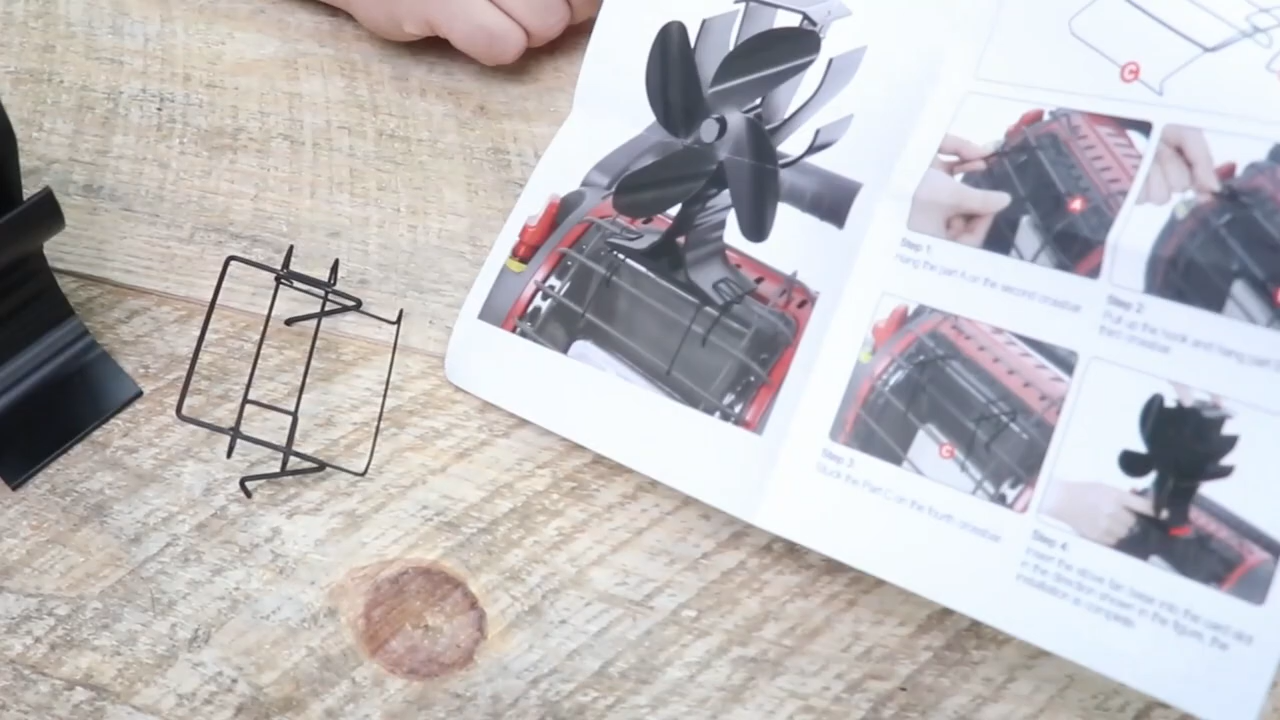 C
A
Step 1:
Hang the part A on the second crossbar
Step 2:
Pull up the hook and hang part
third crossbar
C
Step 3:
Stuck the Part C on the fourth crossbar
Step 4:
Insert the stove fan base into the card slot
in the direction shown in the figure, the
installation is complete.